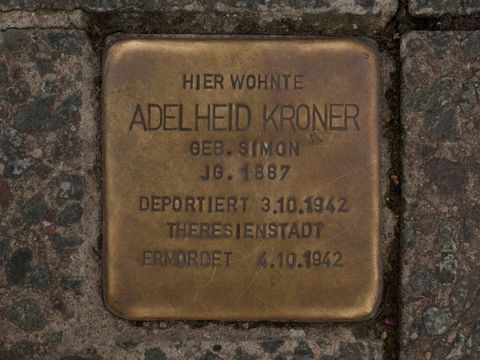 HIER WOHNTE
ADELHEID KRONER
GEB. SIMON
JG. 1887
DEPORTIERT 3.10.1942
THERESIENSTADT
ERMORDET 4.10.1942